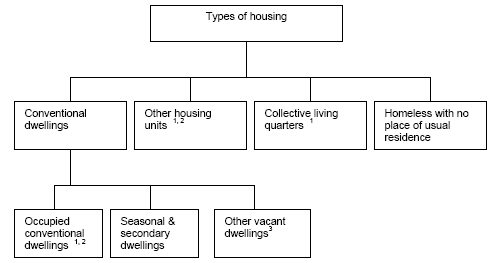 Types of housing
Conventional
dwellings
Other housing
units 1, 2
Collective living
quarters 1
Homeless with no
place of usual
residence
Occupied
conventional
dwellings 1, 2
Seasonal &
secondary
dwellings
Other vacant
dwellings3